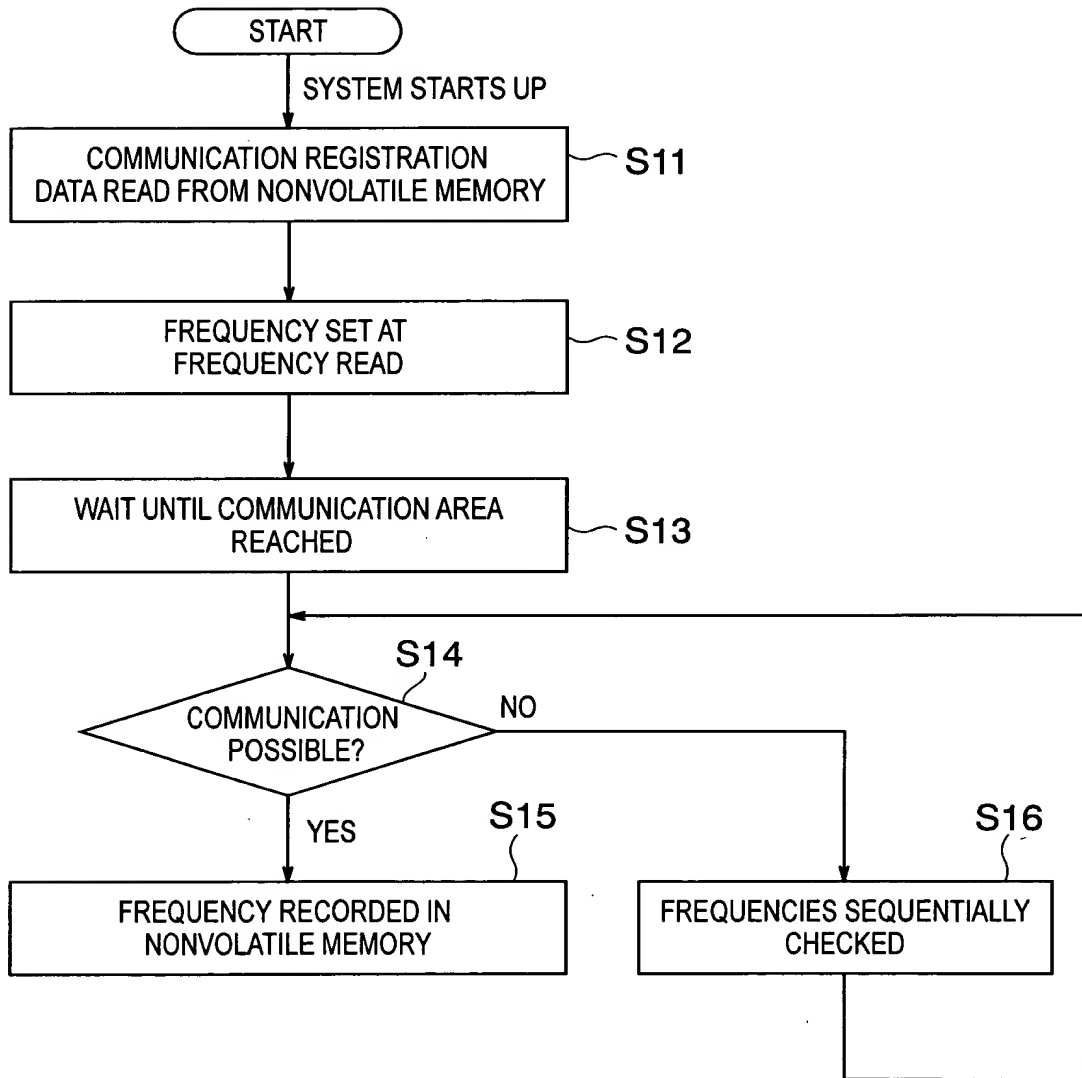 START
SYSTEM STARTS UP
COMMUNICATION REGISTRATION
DATA READ FROM NONVOLATILE MEMORY
S11
FREQUENCY SET AT
FREQUENCY READ
S12
WAIT UNTIL COMMUNICATION AREA
REACHED
S13
S14
COMMUNICATION
POSSIBLE?
NO
YES
S15
FREQUENCY RECORDED IN
NONVOLATILE MEMORY
S16
FREQUENCIES SEQUENTIALLY
CHECKED